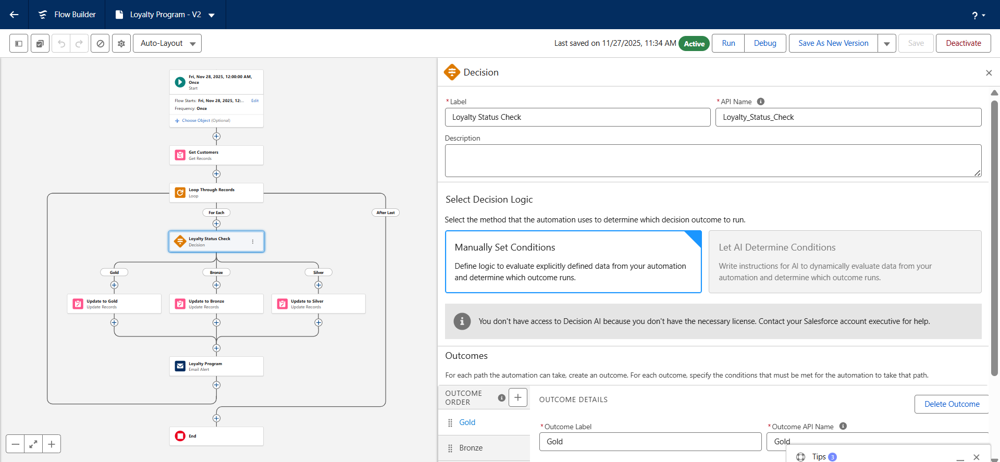 Flow Builder
Loyalty Program - V2
?
Auto-Layout
Last saved on 11/27/2025, 11:34 AM
Active
Run
Debug
Save As New Version
Save
Deactivate
Fri, Nov 28, 2025, 12:00:00 AM,
Once
Start
Flow Starts: Fri, Nov 28, 2025, 12:...
Edit
Frequency: Once
+ Choose Object (Optional)
Get Customers
Get Records
Loop Through Records
Loop
For Each
After Last
Loyalty Status Check
Decision
Gold
Bronze
Silver
Update to Gold
Update Records
Update to Bronze
Update Records
Update to Silver
Update Records
Loyalty Program
Email Alert
End
Decision
* Label
* API Name
Loyalty Status Check
Loyalty_Status_Check
Description
Select Decision Logic
Select the method that the automation uses to determine which decision outcome to run.
Manually Set Conditions
Define logic to evaluate explicitly defined data from your automation
and determine which outcome runs.
Let AI Determine Conditions
Write instructions for AI to dynamically evaluate data from your
automation and determine which outcome runs.
You don't have access to Decision AI because you don't have the necessary license. Contact your Salesforce account executive for help.
Outcomes
For each path the automation can take, create an outcome. For each outcome, specify the conditions that must be met for the automation to take that path.
OUTCOME
ORDER
OUTCOME DETAILS
Delete Outcome
Gold
Bronze
* Outcome Label
* Outcome API Name
Gold
Gold
Tips 3